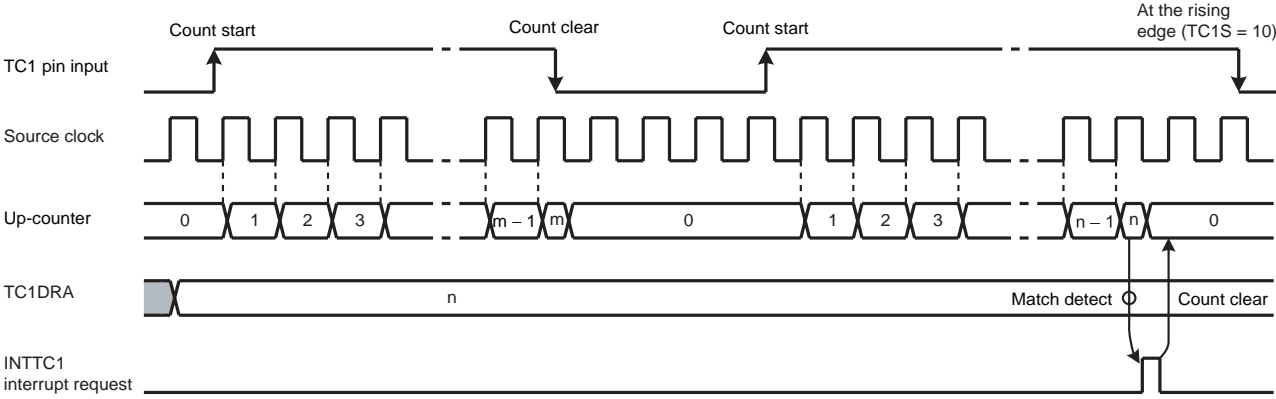 At the rising
edge (TC1S = 10)
Count start
Count clear
Count start
TC1 pin input
Source clock
Up-counter
0 1 2 3 m – 1 m 0 1 2 3 n – 1 n 0
TC1DRA
n
Match detect
Count clear
INTTC1
interrupt request